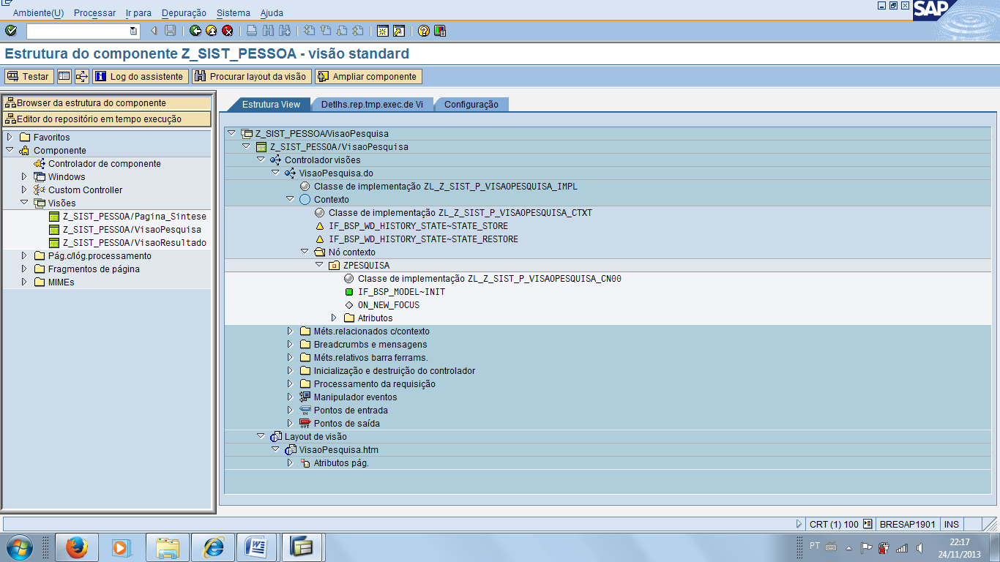 Ambiente(U) Processar Ir para Depuração Sistema Ajuda
SAP
Estrutura do componente Z_SIST_PESSOA - visão standard
Testar Log do assistente Procurar layout da visão Ampliar componente
Browser da estrutura do componente
Editor do repositório em tempo execução
Favoritos
Componente
Controlador de componente
Windows
Custom Controller
Visões
Z_SIST_PESSOA/Pagina_Sintese
Z_SIST_PESSOA/VisaoPesquisa
Z_SIST_PESSOA/VisaoResultado
Pág.c/lóg.processamento
Fragmentos de página
MIMEs
Estrutura View Detlhs.rep.tmp.exec.de Vi Configuração
Z_SIST_PESSOA/VisaoPesquisa
Z_SIST_PESSOA/VisaoPesquisa
Controlador visões
VisaoPesquisa.do
Classe de implementação ZL_Z_SIST_P_VISAOPESQUISA_IMPL
Contexto
Classe de implementação ZL_Z_SIST_P_VISAOPESQUISA_CTXT
IF_BSP_WD_HISTORY_STATE~STATE_STORE
IF_BSP_WD_HISTORY_STATE~STATE_RESTORE
Nó contexto
ZPESQUISA
Classe de implementação ZL_Z_SIST_P_VISAOPESQUISA_CN00
IF_BSP_MODEL~INIT
ON_NEW_FOCUS
Atributos
Méts.relacionados c/contexto
Breadcrumbs e mensagens
Méts.relativos barra ferrams.
Inicialização e destruição do controlador
Processamento da requisição
Manipulador eventos
IN Pontos de entrada
OUT Pontos de saída
Layout de visão
VisaoPesquisa.htm
Atributos pág.
CRT (1) 100 BRESAP1901 INS
PT 22:17
24/11/2013